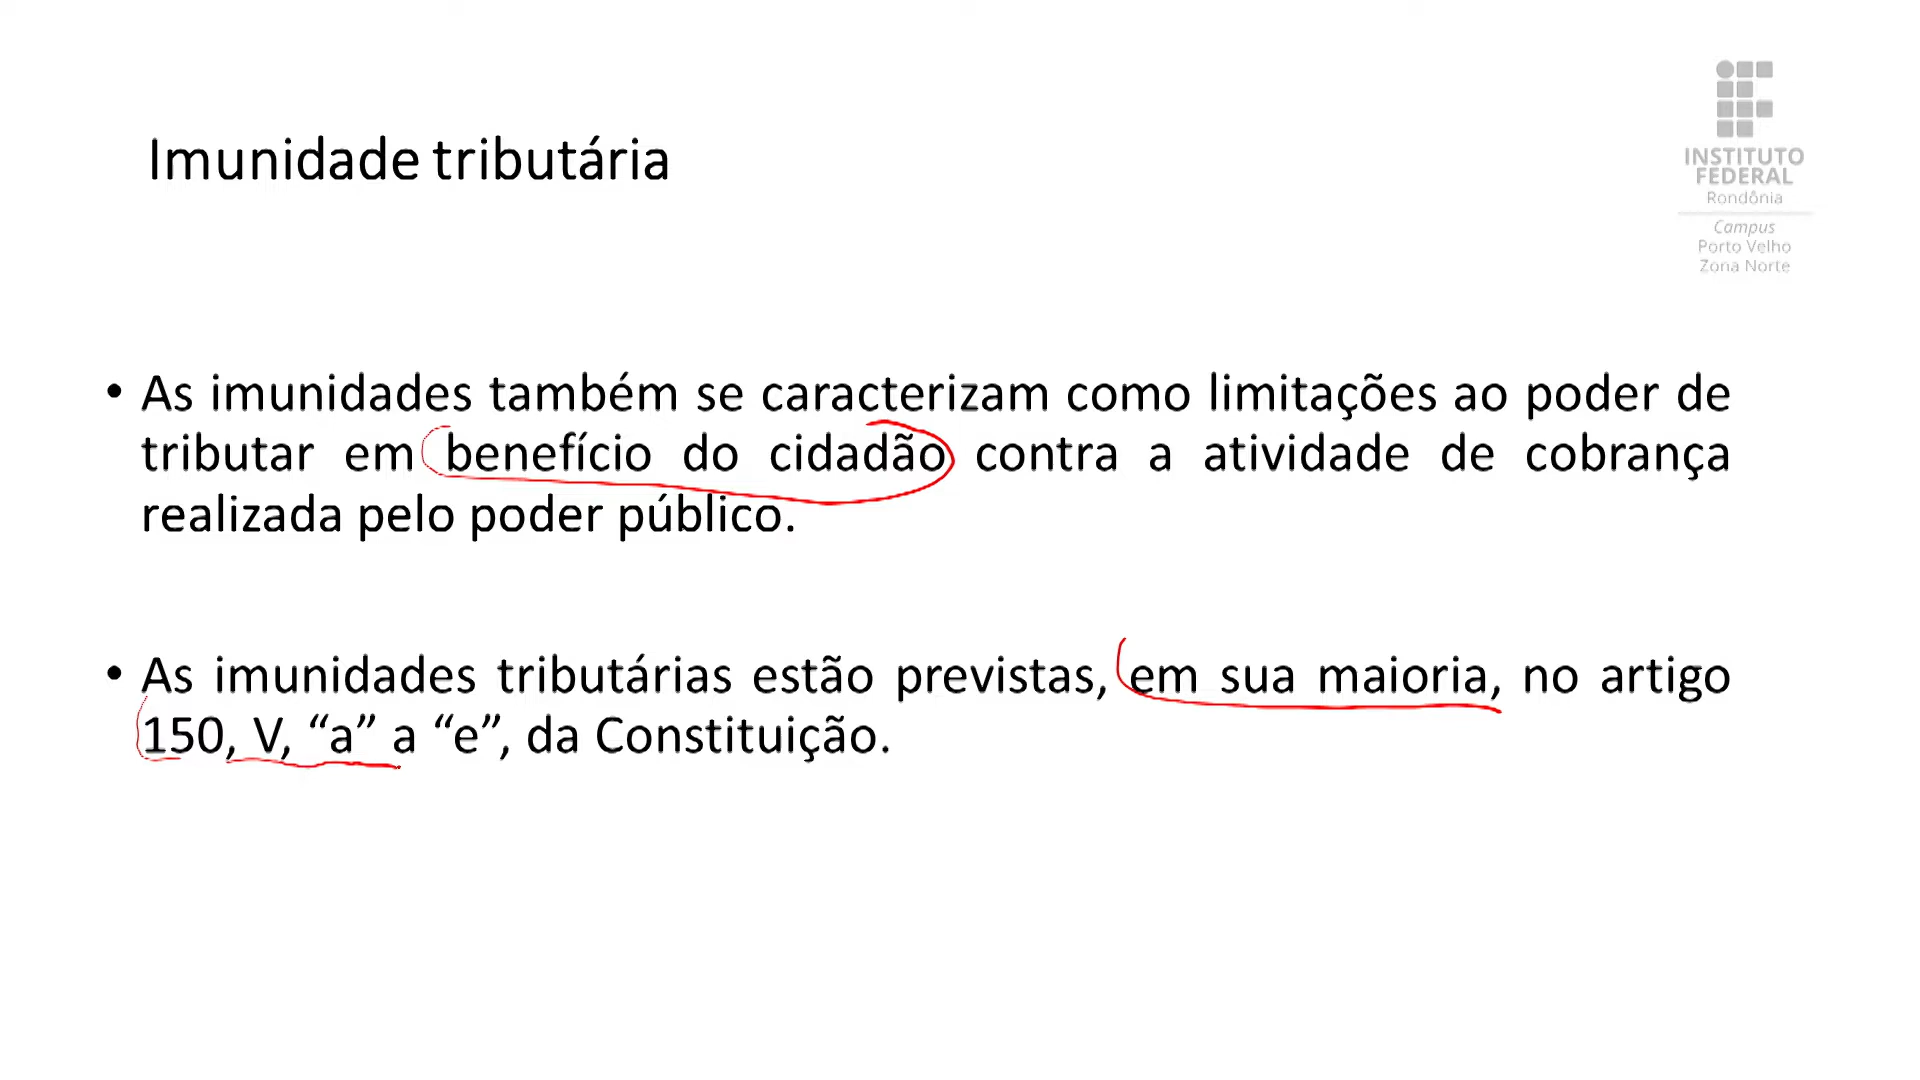 Imunidade tributária
INSTITUTO
FEDERAL
Rondônia
Campus
Porto Velho
Zona Norte
• As imunidades também se caracterizam como limitações ao poder de
tributar em benefício do cidadão contra a atividade de cobrança
realizada pelo poder público.
• As imunidades tributárias estão previstas, em sua maioria, no artigo
150, V, “a” a “e”, da Constituição.